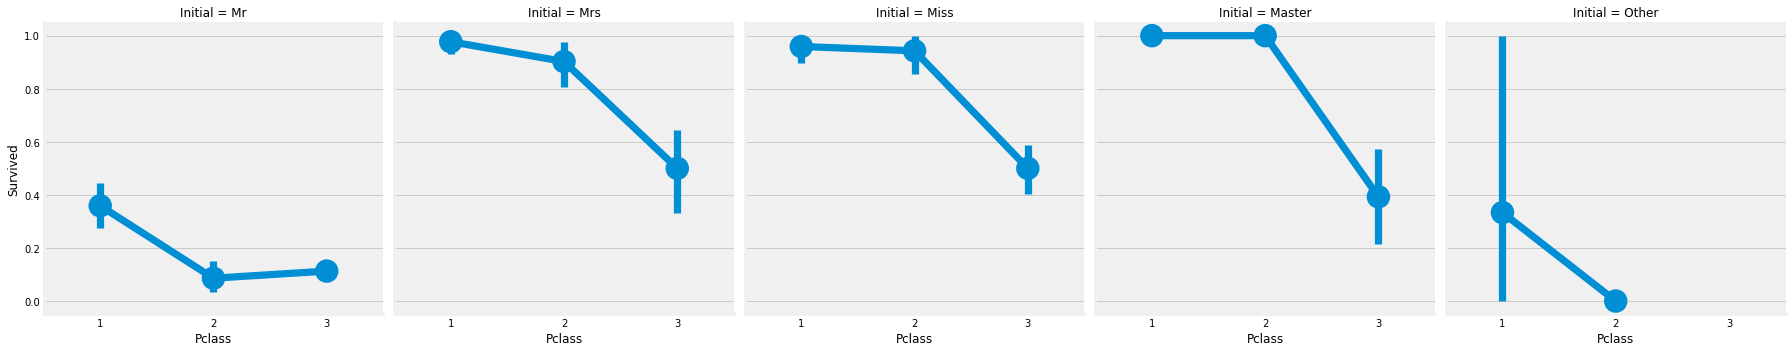 Initial = Mr
Initial = Mrs
Initial = Miss
Initial = Master
Initial = Other
Survived
1.0
0.8
0.6
0.4
0.2
0.0
1 2 3
1 2 3
1 2 3
1 2 3
1 2 3
Pclass
Pclass
Pclass
Pclass
Pclass